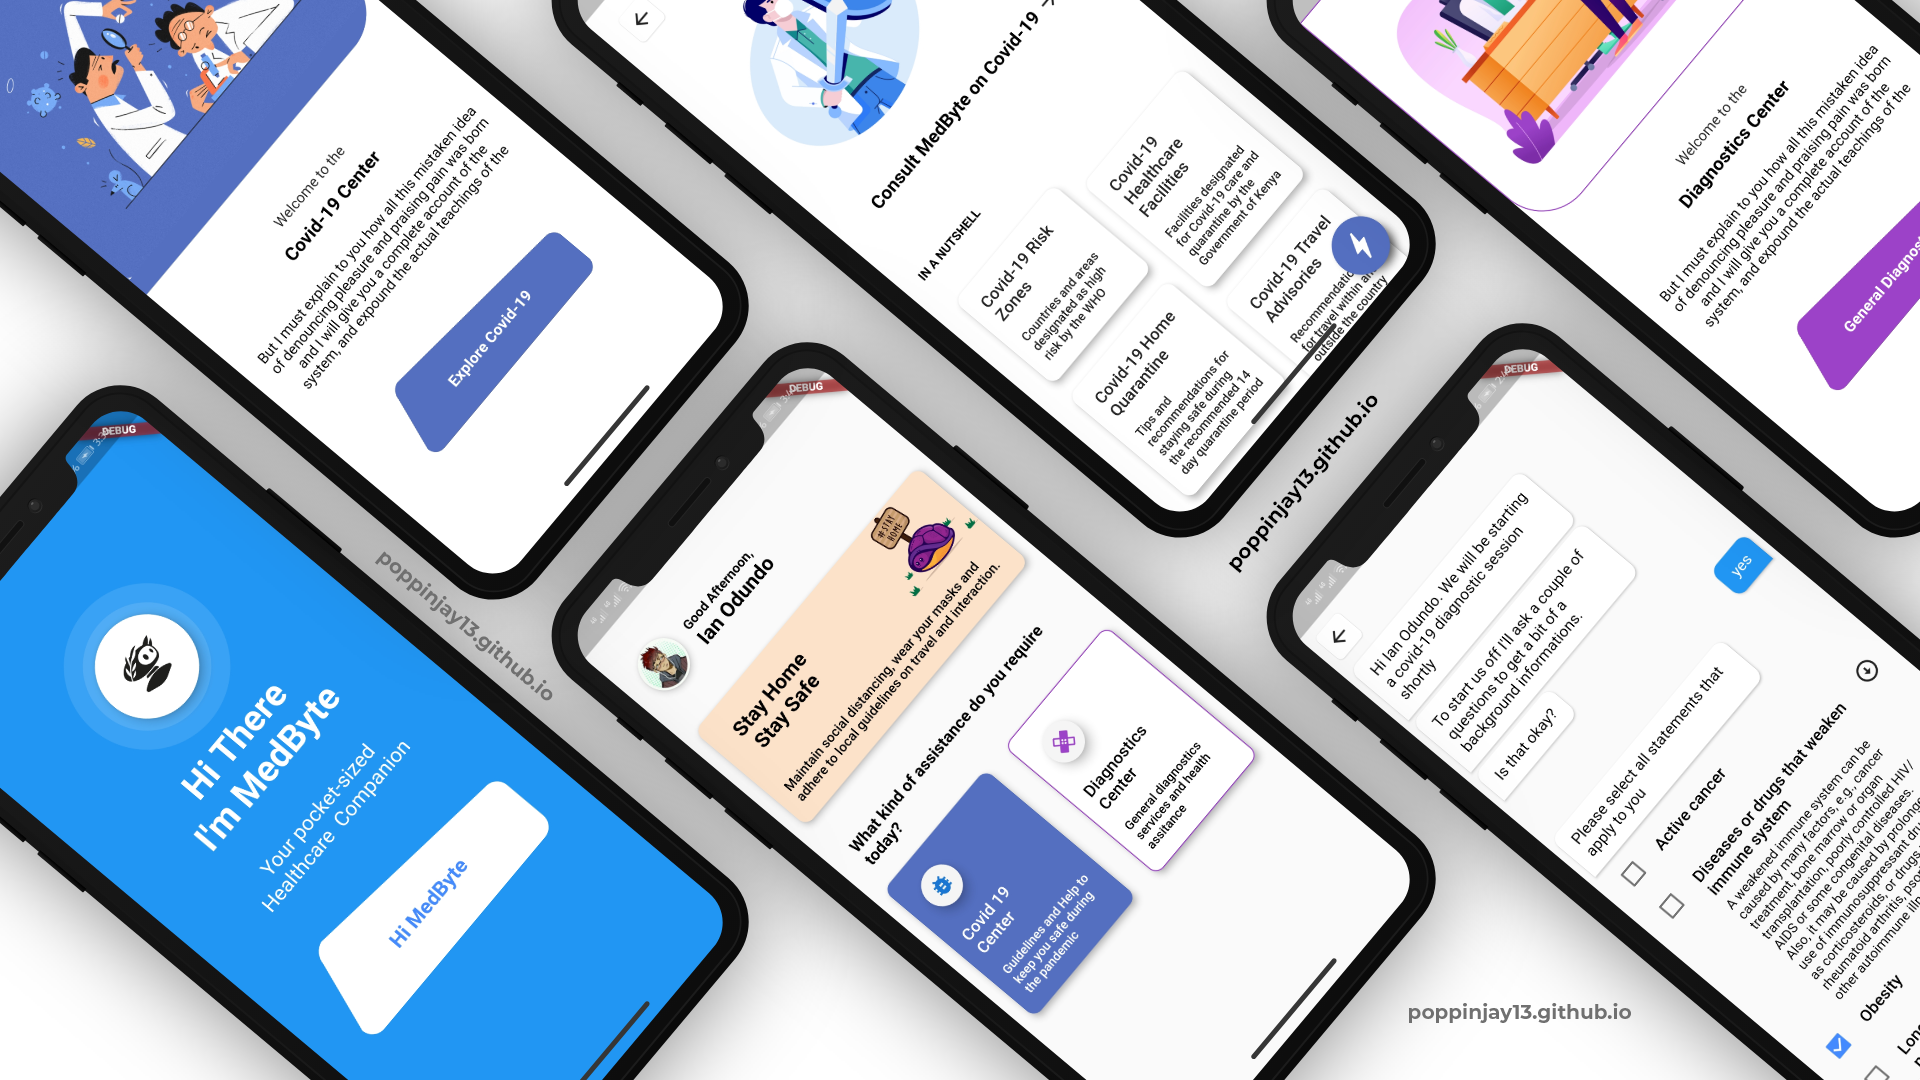 Welcome to the
Covid-19 Center
But I must explain to you how all this mistaken idea
of denouncing pleasure and praising pain was born
and I will give you a complete account of the
system, and expound the actual teachings of the
Explore Covid-19
Consult MedByte on Covid-19
IN A NUTSHELL
Covid-19 Risk
Zones
Countries and areas
designated as high
risk by the WHO
Covid-19
Healthcare
Facilities
Facilities designated
for Covid-19 care and
quarantine by the
Government of Kenya
Covid-19 Home
Quarantine
Tips and
recommendations for
staying safe during
the recommended 14
day quarantine period
Covid-19 Travel
Advisories
for travel within
outside the country
Welcome to the
Diagnostics Center
But I must explain to you how all this mistaken idea
of denouncing pleasure and praising pain was born
and I will give you a complete account of the
system, and expound the actual teachings of the
General
DEBUG
Hi There
I'm MedByte
Your pocket-sized
Healthcare Companion
Hi MedByte
poppinjay13.github.io
DEBUG
Good Afternoon,
Ian Odundo
#STAY
HOME
Stay Home
Stay Safe
Maintain social distancing, wear your masks and
adhere to local guidelines on travel and interaction.
What kind of assistance do you require
today?
Covid 19
Center
Guidelines and Help to
keep you safe during
the pandemic
Diagnostics
Center
General diagnostics
services and health
assitance
poppinjay13.github.io
DEBUG
Hi Ian Odundo. We will be starting
a covid-19 diagnostic session
shortly
To start us off I'll ask a couple of
questions to get a bit of a
background informations.
Is that okay?
yes
Please select all statements that
apply to you
Active cancer
Diseases or drugs that weaken
immune system
A weakened immune system can be
caused by many factors, e.g., cancer
treatment, bone marrow or organ
transplantation, poorly controlled HIV/
AIDS or some congenital diseases.
Also, it may be caused by
use of immunosuppressant
as corticosteroids, or drugs
rheumatoid arthritis,
other autoimmune
Obesity
poppinjay13.github.io